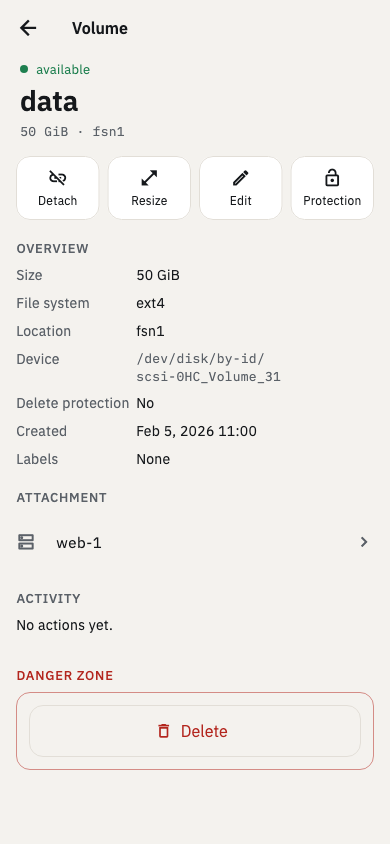 Volume
available
data
50 GiB · fsn1
Detach
Resize
Edit
Protection
OVERVIEW
Size 50 GiB
File system ext4
Location fsn1
Device /dev/disk/by-id/
scsi-0HC_Volume_31
Delete protection No
Created Feb 5, 2026 11:00
Labels None
ATTACHMENT
web-1
ACTIVITY
No actions yet.
DANGER ZONE
Delete